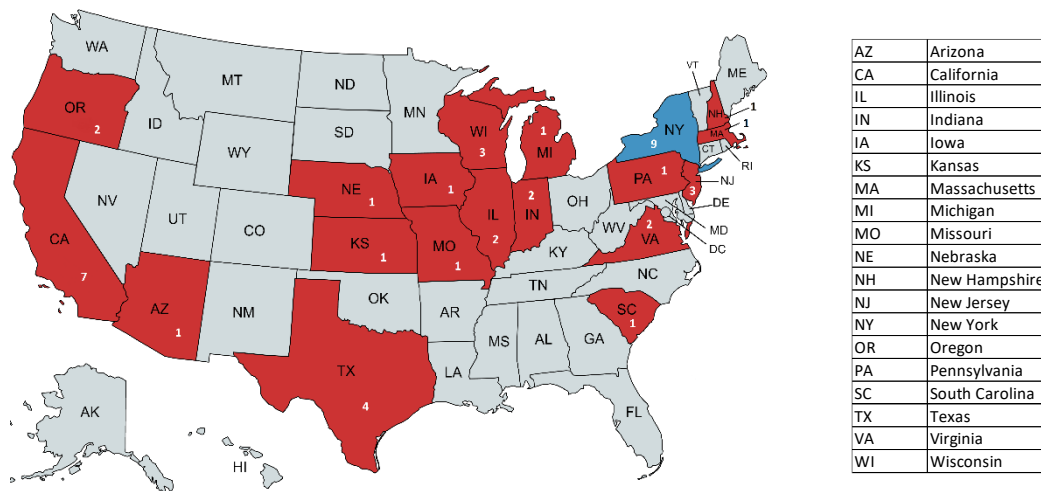 WA
MT
ND
MN
VT
ME
OR
2
ID
SD
WI
3
1
MI
NY
9
NH
1
MA
1
CT
RI
WY
NE
1
IA
1
IL
2
2
IN
OH
PA
1
NJ
3
DE
MD
DC
NV
UT
CO
KS
1
MO
1
KY
WV
2
VA
CA
7
AZ
1
NM
OK
AR
TN
NC
SC
1
TX
4
LA
MS
AL
GA
FL
AK
HI
AZ Arizona
CA California
IL Illinois
IN Indiana
IA Iowa
KS Kansas
MA Massachusetts
MI Michigan
MO Missouri
NE Nebraska
NH New Hampshire
NJ New Jersey
NY New York
OR Oregon
PA Pennsylvania
SC South Carolina
TX Texas
VA Virginia
WI Wisconsin